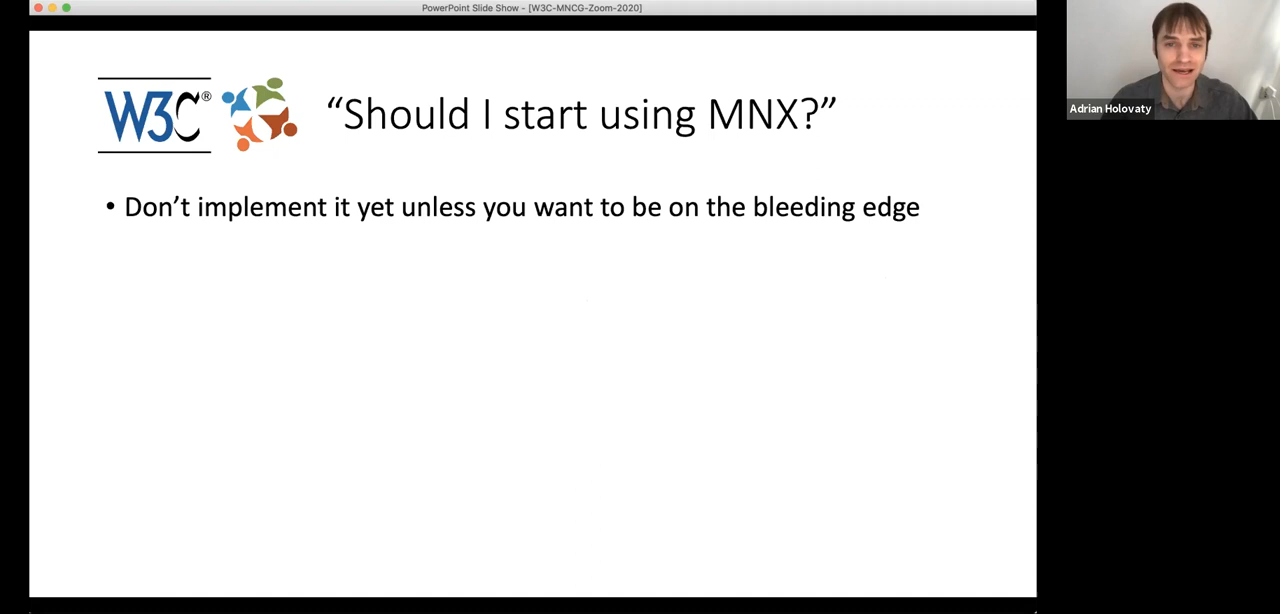 PowerPoint Slide Show - [W3C-MNCG-Zoom-2020]
W3C®
“Should I start using MNX?”
• Don’t implement it yet unless you want to be on the bleeding edge
Adrian Holovaty